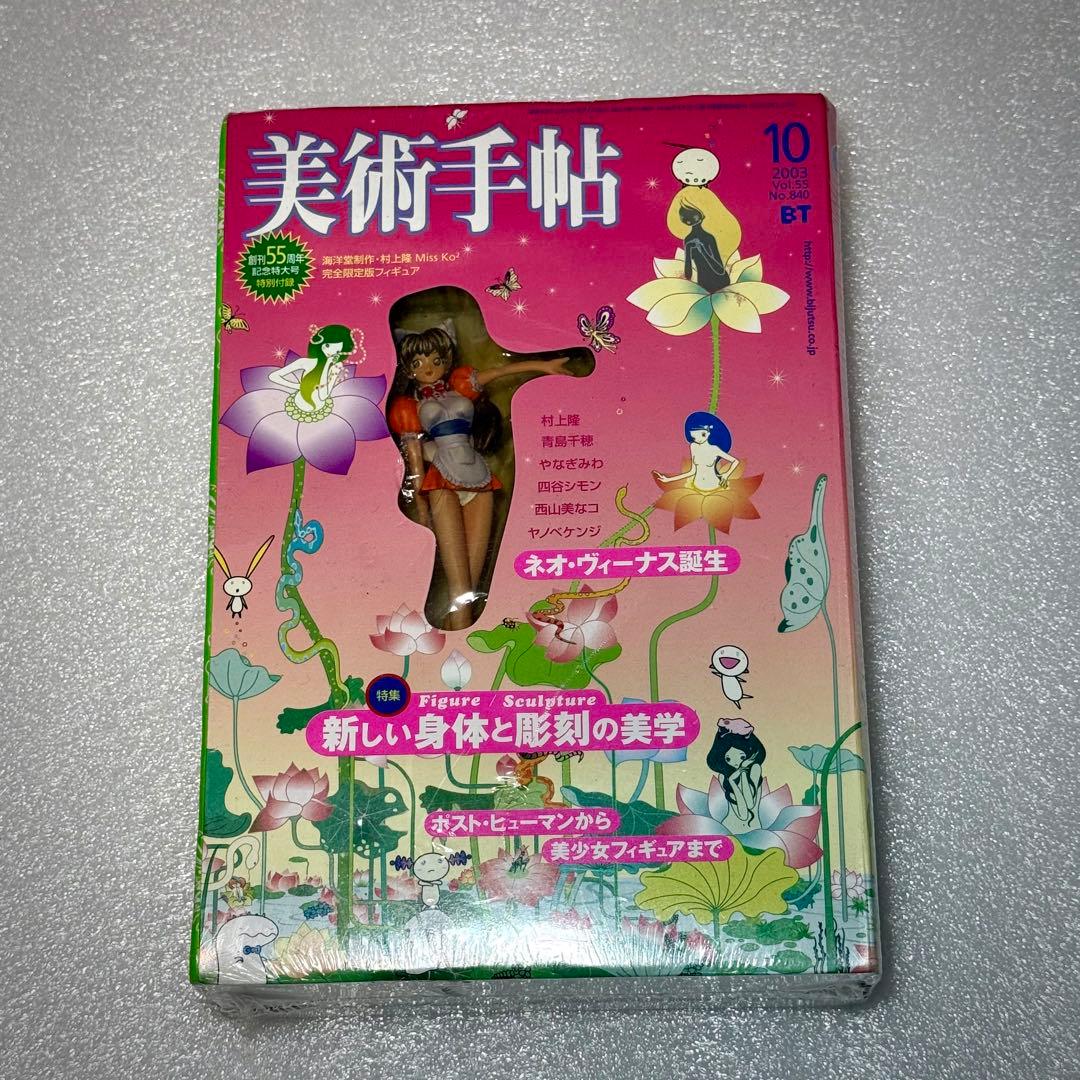 美術手帖
10
2003
Vol.55
No.840
BT
http://www.bijutsu.co.jp
創刊55周年
記念特大号
特別付録
海洋堂制作・村上隆 Miss Ko²
完全限定版フィギュア
村上隆
青島千穂
やなぎみわ
四谷シモン
西山美なコ
ヤノベケンジ
ネオ・ヴィーナス誕生
特集
Figure / Sculpture
新しい身体と彫刻の美学
ポスト・ヒューマンから
美少女フィギュアまで